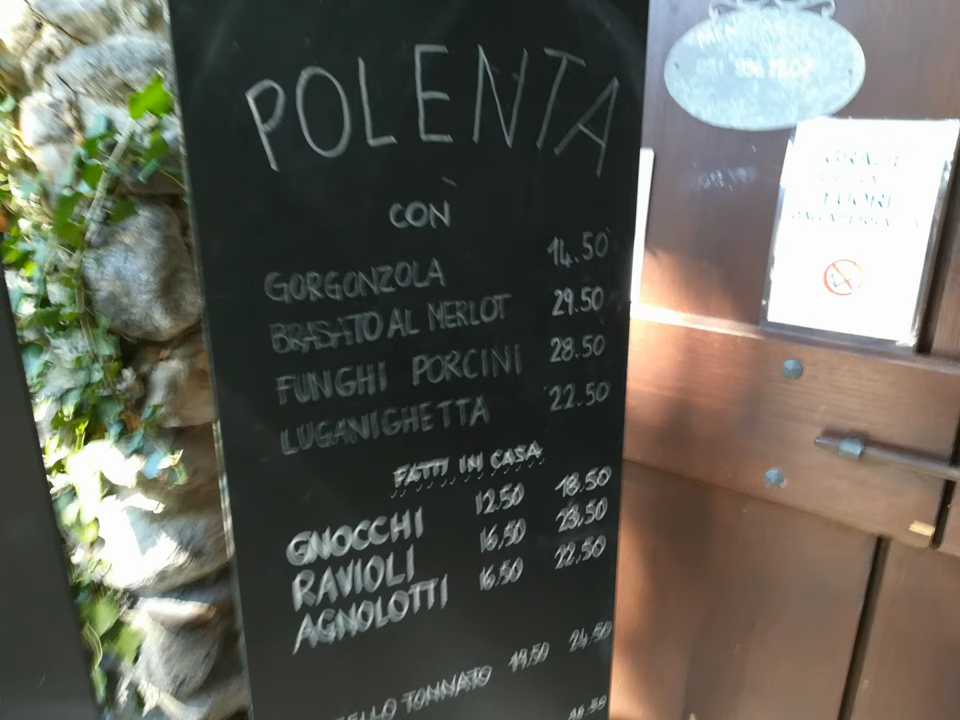 POLENTA
CON
GORGONZOLA 14.50
BRASATO AL MERLOT 29.50
FUNGHI PORCINI 28.50
LUGANIGHETTA 22.50
FATTI IN CASA
GNOCCHI 12.50 18.50
RAVIOLI 16.50 23.50
AGNOLOTTI 16.50 22.50
TELLO TONNATO 19.50 24.50
FUORI